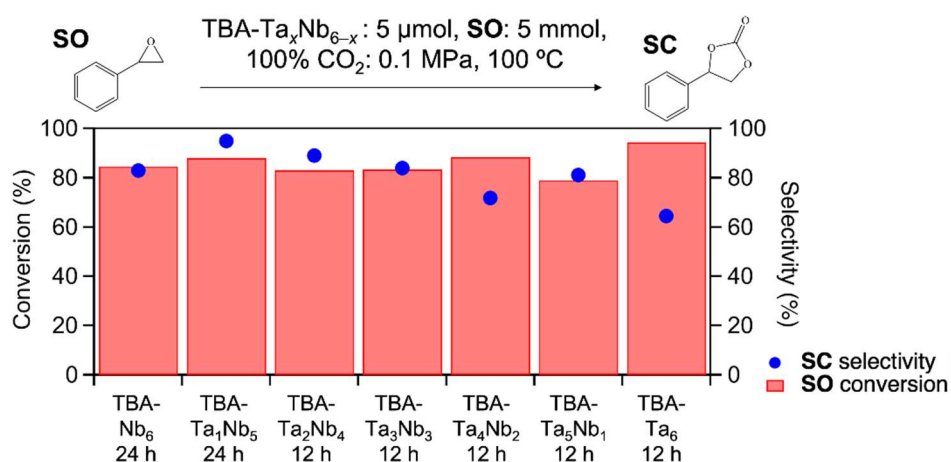 SO
TBA-TaₓNb₆₋ₓ: 5 μmol, SO: 5 mmol,
100% CO₂: 0.1 MPa, 100 ºC
SC
O
O
O
O
Conversion (%)
100
80
60
40
20
0
100
80
60
40
20
0
Selectivity (%)
SC selectivity
SO conversion
TBA-
Nb₆
24 h
TBA-
Ta₁Nb₅
24 h
TBA-
Ta₂Nb₄
12 h
TBA-
Ta₃Nb₃
12 h
TBA-
Ta₄Nb₂
12 h
TBA-
Ta₅Nb₁
12 h
TBA-
Ta₆
12 h